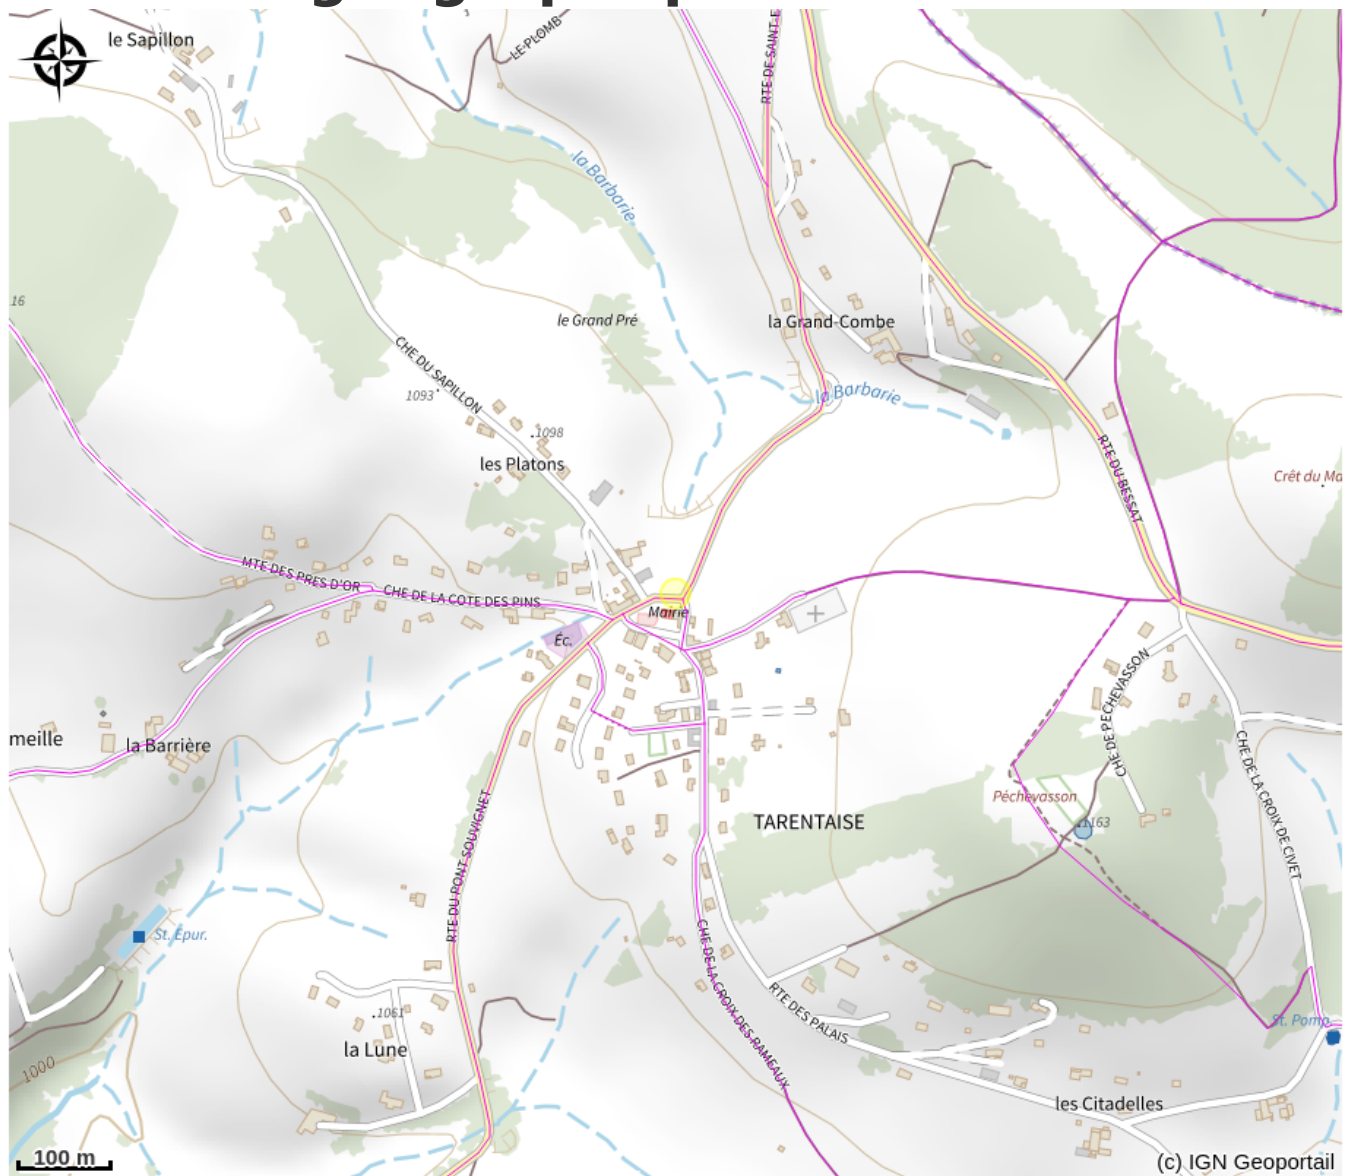 le Sapillon
LE PLOMB
RTE DE SAINT-E
la Barbarie
16
le Grand Pré
la Grand-Combe
CHE DU SAPILLON
1093
la Barbarie
1098
les Platons
RTE DU BESSAT
Crêt du Ma
MTE DES PRES D'OR
CHE DE LA COTE DES PINS
Mairie
Éc.
CHE DE PECHEVASSON
meille
la Barrière
CHE DE LA CROIX DE CIVET
Péchevasson
RTE DU PONT SOUVIGNET
TARENTAISE
1163
St. Épur.
CHE DE LA CROIX DES RAMEAUX
RTE DES PALAIS
1061
St. Pomp.
la Lune
1000
les Citadelles
100 m
(c) IGN Geoportail